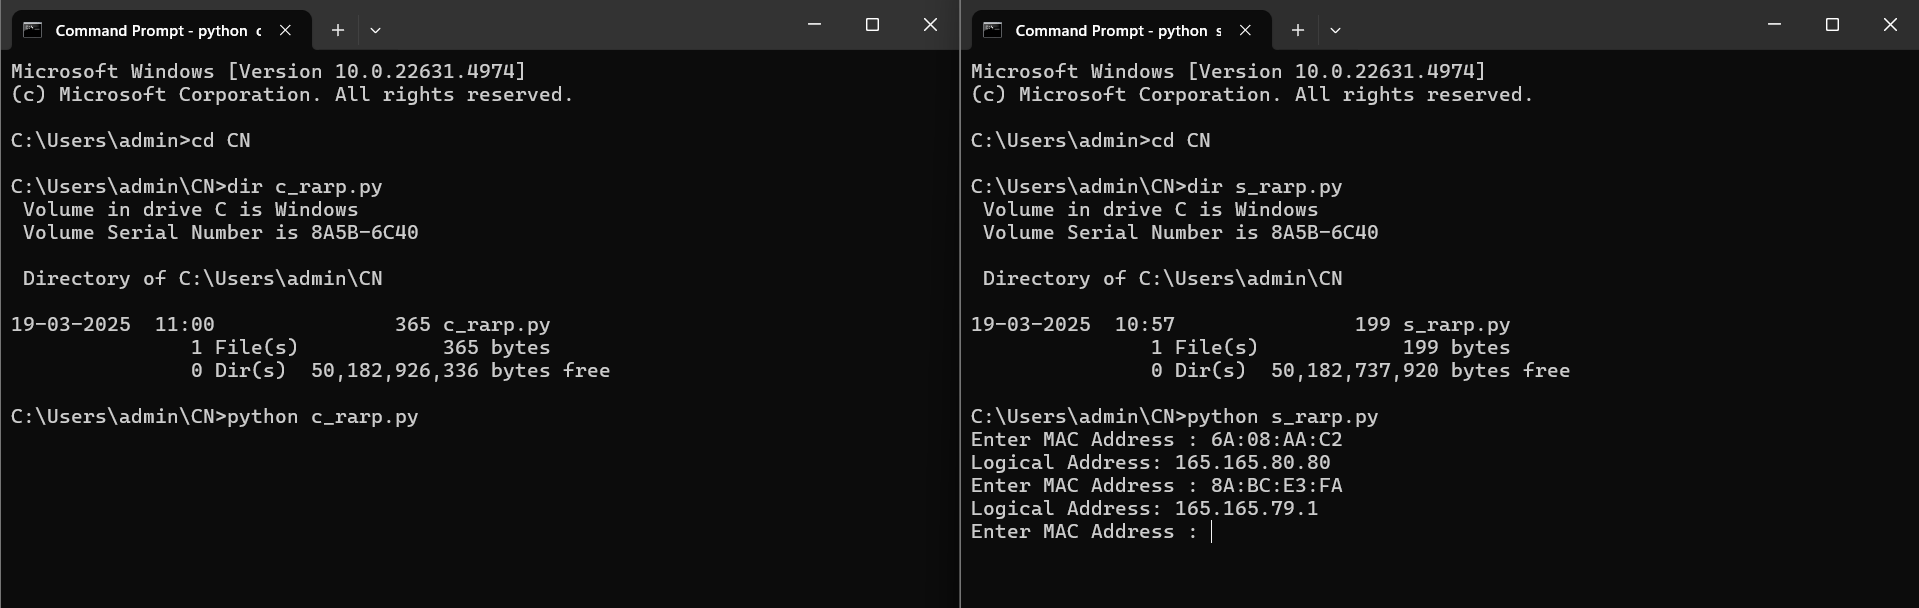 Command Prompt - python c
Microsoft Windows [Version 10.0.22631.4974]
(c) Microsoft Corporation. All rights reserved.
C:\Users\admin>cd CN
C:\Users\admin\CN>dir c_rarp.py
 Volume in drive C is Windows
 Volume Serial Number is 8A5B-6C40
 Directory of C:\Users\admin\CN
19-03-2025  11:00               365 c_rarp.py
               1 File(s)            365 bytes
               0 Dir(s)  50,182,926,336 bytes free
C:\Users\admin\CN>python c_rarp.py
Command Prompt - python s
Microsoft Windows [Version 10.0.22631.4974]
(c) Microsoft Corporation. All rights reserved.
C:\Users\admin>cd CN
C:\Users\admin\CN>dir s_rarp.py
 Volume in drive C is Windows
 Volume Serial Number is 8A5B-6C40
 Directory of C:\Users\admin\CN
19-03-2025  10:57               199 s_rarp.py
               1 File(s)            199 bytes
               0 Dir(s)  50,182,737,920 bytes free
C:\Users\admin\CN>python s_rarp.py
Enter MAC Address : 6A:08:AA:C2
Logical Address: 165.165.80.80
Enter MAC Address : 8A:BC:E3:FA
Logical Address: 165.165.79.1
Enter MAC Address :